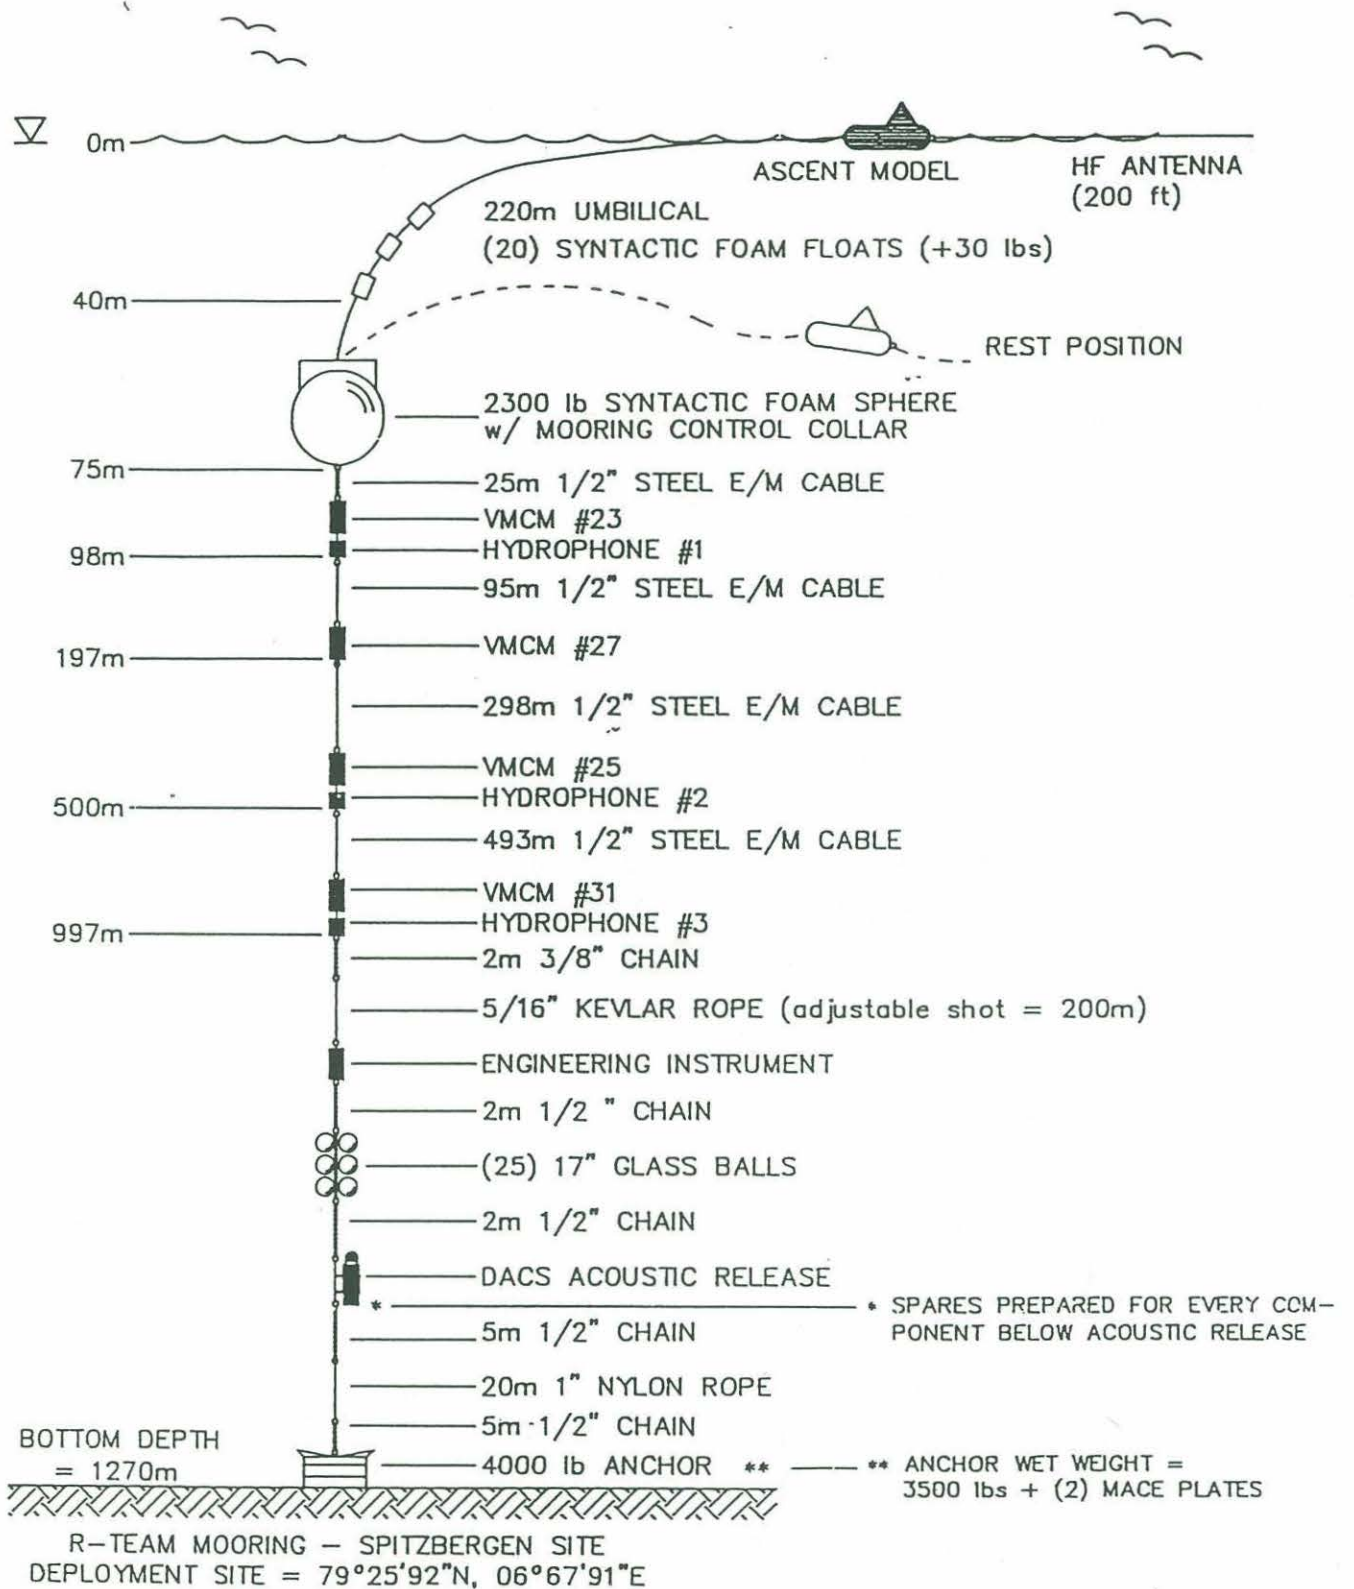 0m
ASCENT MODEL
HF ANTENNA
(200 ft)
220m UMBILICAL
(20) SYNTACTIC FOAM FLOATS (+30 lbs)
40m
REST POSITION
2300 lb SYNTACTIC FOAM SPHERE
w/ MOORING CONTROL COLLAR
75m
25m 1/2" STEEL E/M CABLE
VMCM #23
HYDROPHONE #1
98m
95m 1/2" STEEL E/M CABLE
VMCM #27
197m
298m 1/2" STEEL E/M CABLE
VMCM #25
HYDROPHONE #2
500m
493m 1/2" STEEL E/M CABLE
VMCM #31
HYDROPHONE #3
997m
2m 3/8" CHAIN
5/16" KEVLAR ROPE (adjustable shot = 200m)
ENGINEERING INSTRUMENT
2m 1/2 " CHAIN
(25) 17" GLASS BALLS
2m 1/2" CHAIN
DACS ACOUSTIC RELEASE
* * SPARES PREPARED FOR EVERY COM-
PONENT BELOW ACOUSTIC RELEASE
5m 1/2" CHAIN
20m 1" NYLON ROPE
5m 1/2" CHAIN
BOTTOM DEPTH
= 1270m
4000 lb ANCHOR ** ** ANCHOR WET WEIGHT =
3500 lbs + (2) MACE PLATES
R-TEAM MOORING - SPITZBERGEN SITE
DEPLOYMENT SITE = 79°25'92"N, 06°67'91"E